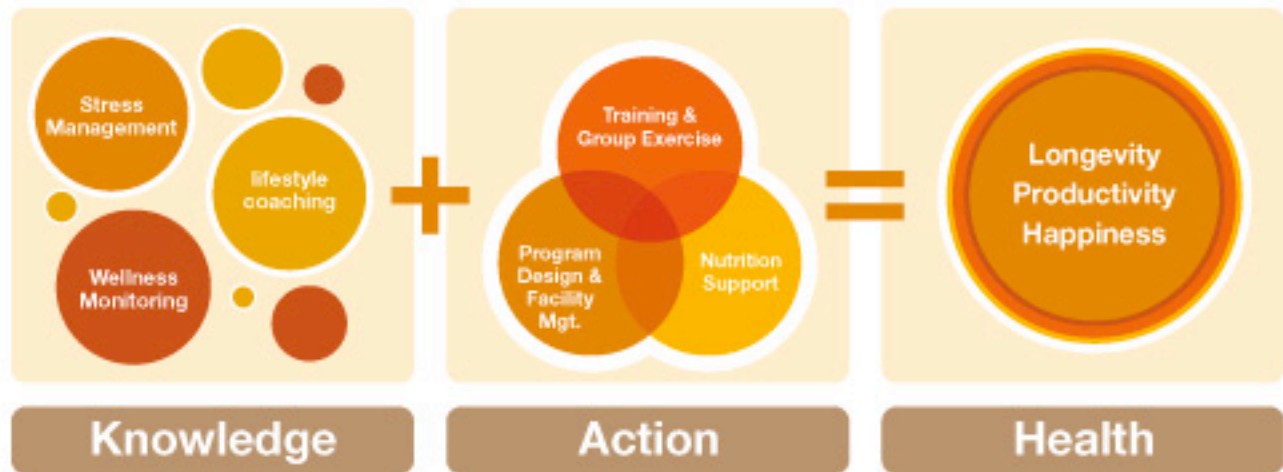 Stress
Management
lifestyle
coaching
Wellness
Monitoring
+
Training &
Group Exercise
Program
Design &
Facility
Mgt.
Nutrition
Support
=
Longevity
Productivity
Happiness
Knowledge
Action
Health